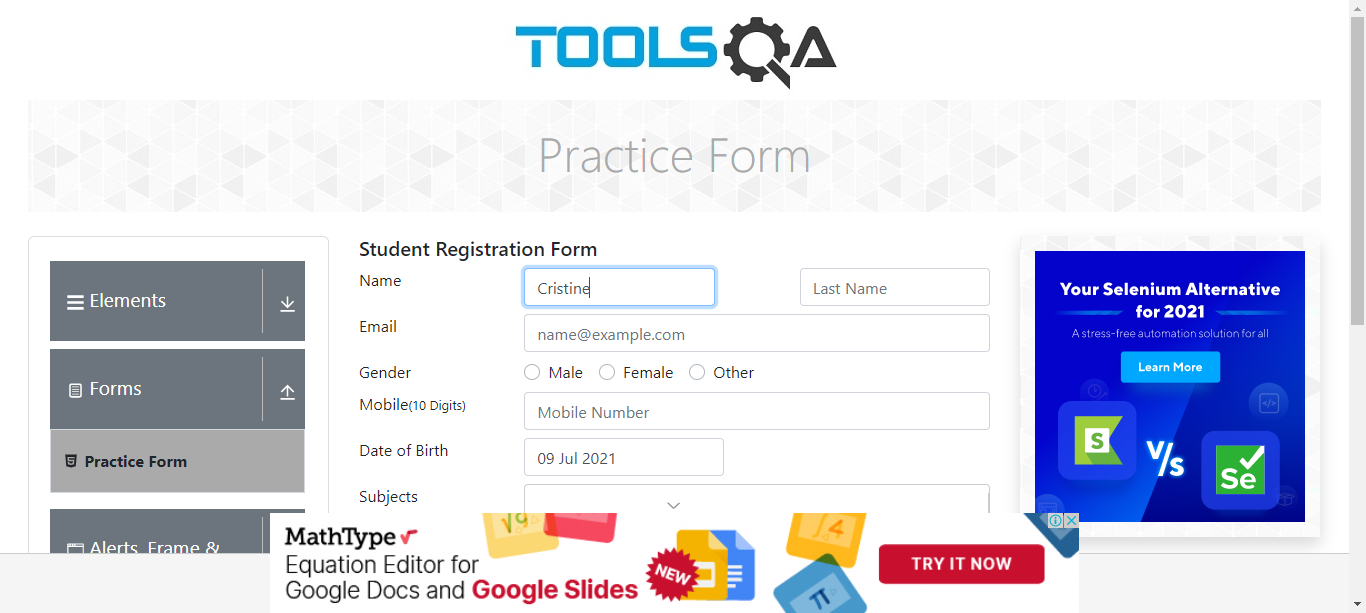 TOOLSQA
Practice Form
Elements
Forms
Practice Form
Alerts, Frame &
Student Registration Form
Name
Cristine
Last Name
Email
name@example.com
Gender
Male
Female
Other
Mobile(10 Digits)
Mobile Number
Date of Birth
09 Jul 2021
Subjects
Your Selenium Alternative
for 2021
A stress-free automation solution for all
Learn More
S
V/s
Se
MathType
Equation Editor for
Google Docs and Google Slides
NEW
√9
π
TRY IT NOW